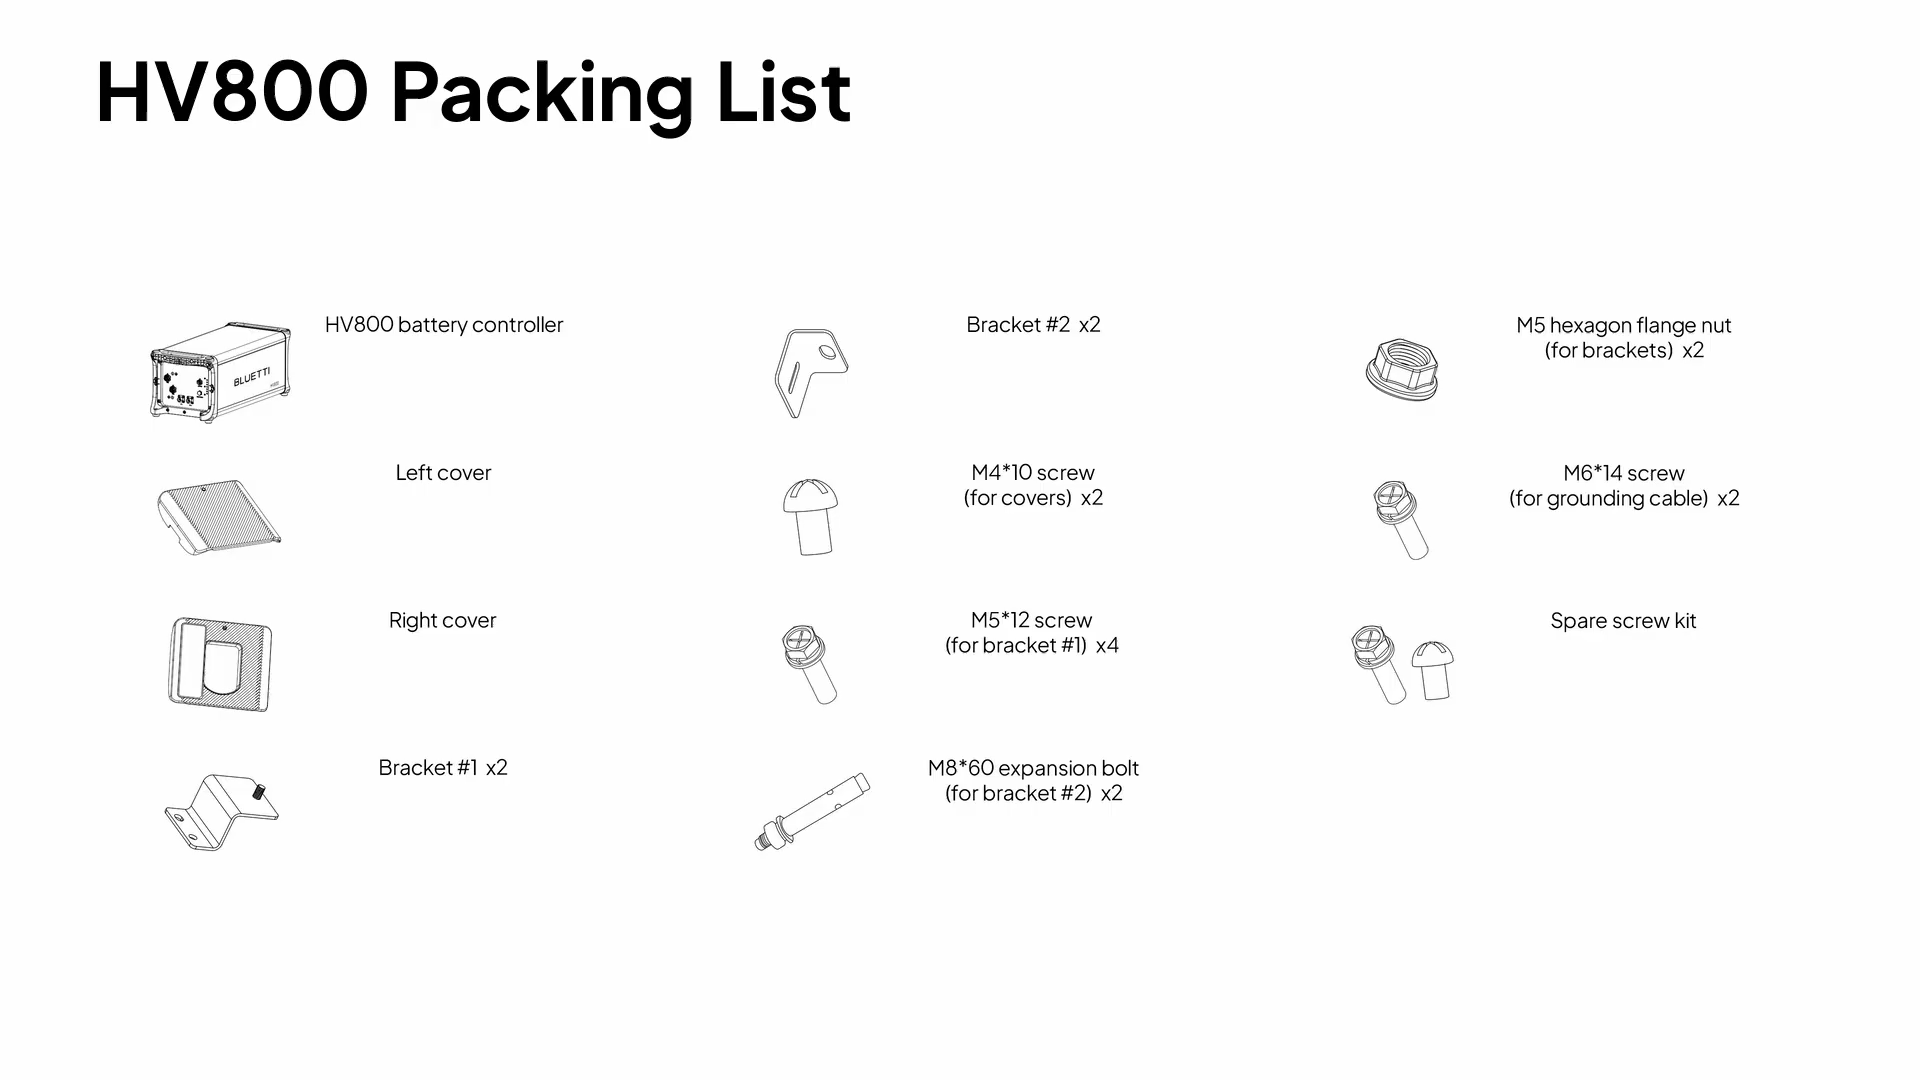 HV800 Packing List
HV800 battery controller
BLUETTI
Left cover
Right cover
Bracket #1 x2
Bracket #2 x2
M4*10 screw
(for covers) x2
M5*12 screw
(for bracket #1) x4
M8*60 expansion bolt
(for bracket #2) x2
M5 hexagon flange nut
(for brackets) x2
M6*14 screw
(for grounding cable) x2
Spare screw kit